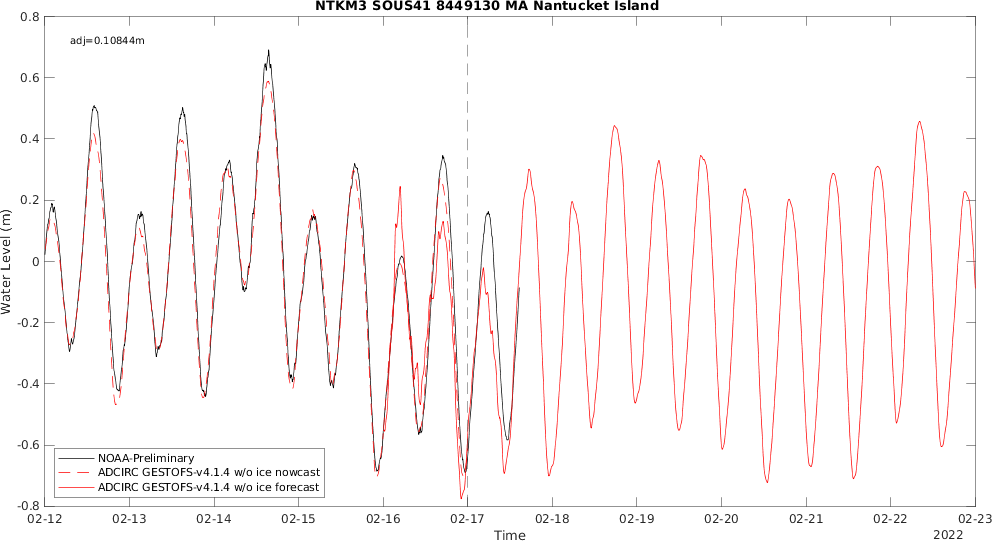 NTKM3 SOUS41 8449130 MA Nantucket Island
adj=0.10844m
0.8
0.6
0.4
0.2
0
-0.2
-0.4
-0.6
-0.8
Water Level (m)
NOAA-Preliminary
ADCIRC GESTOFS-v4.1.4 w/o ice nowcast
ADCIRC GESTOFS-v4.1.4 w/o ice forecast
02-12 02-13 02-14 02-15 02-16 02-17 02-18 02-19 02-20 02-21 02-22 02-23
Time
2022